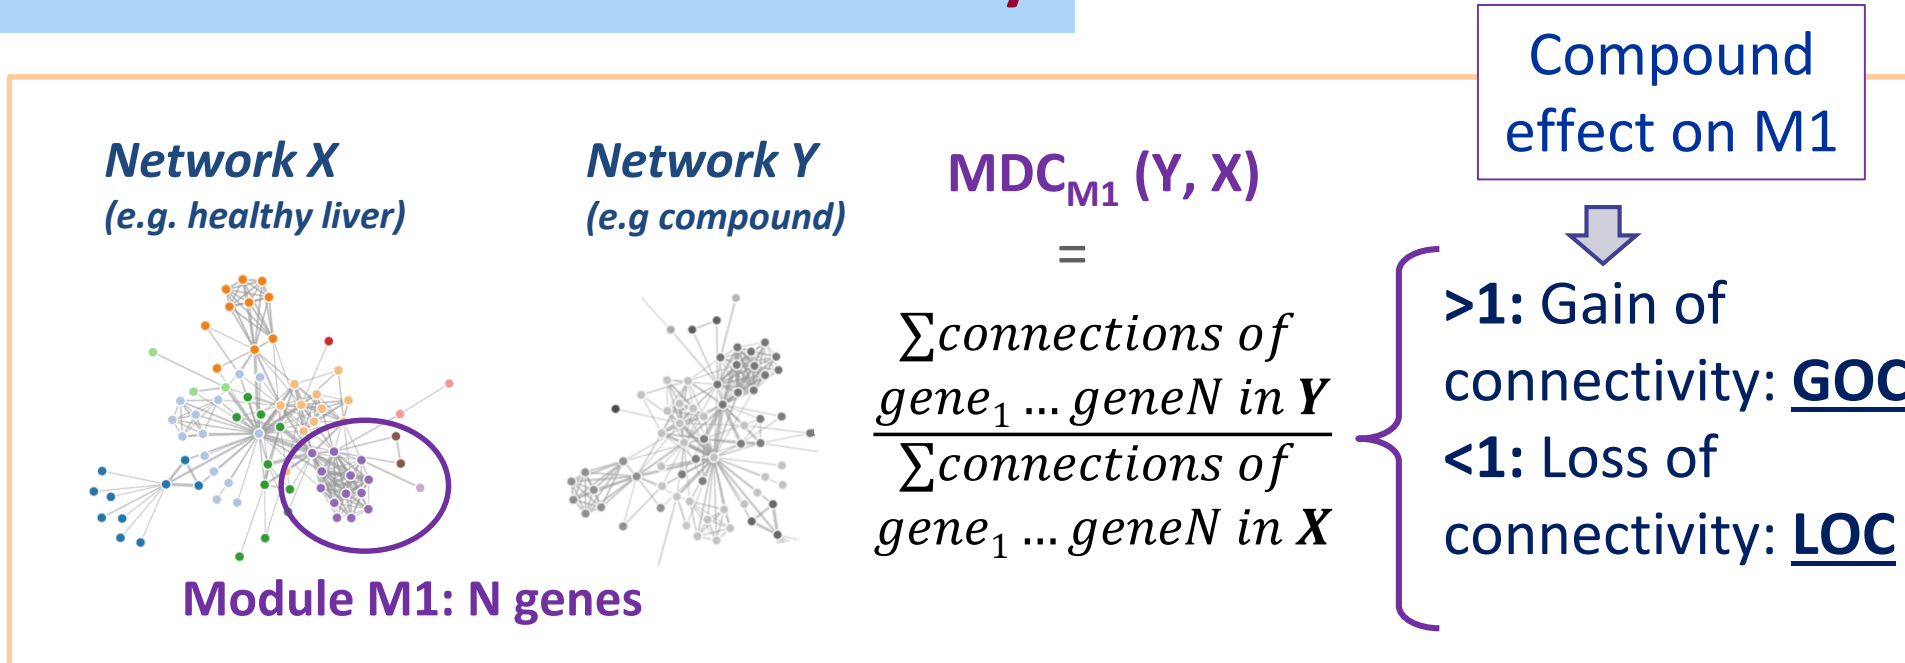 Compound
effect on M1
Network X
(e.g. healthy liver)
Network Y
(e.g compound)
MDC_M1 (Y, X)
=
∑connections of
gene₁ … geneN in Y
∑connections of
gene₁ … geneN in X
>1: Gain of
connectivity: GOC
<1: Loss of
connectivity: LOC
Module M1: N genes